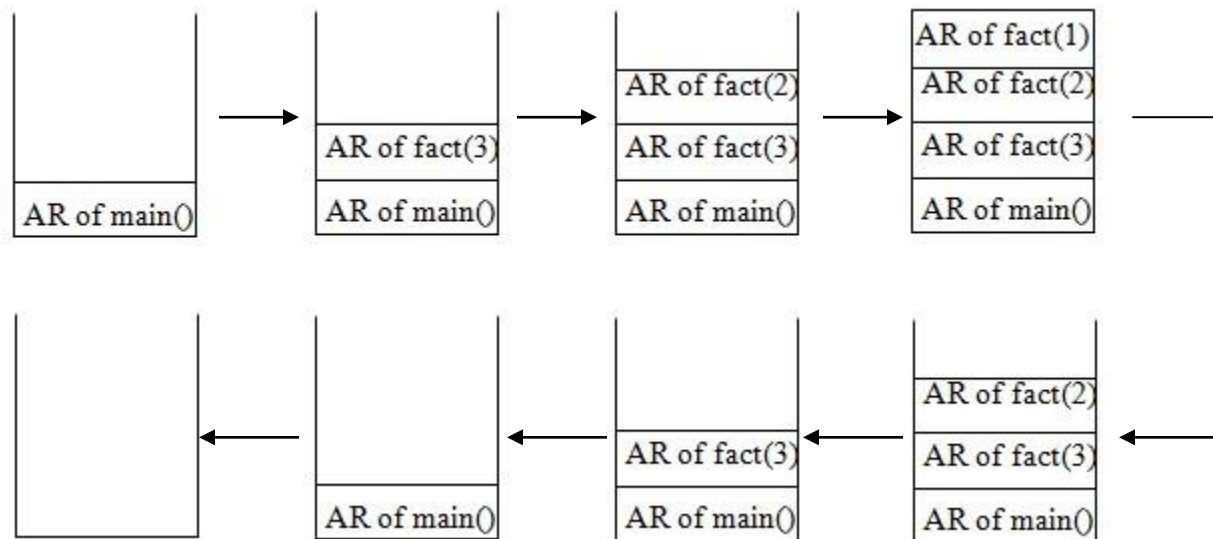 AR of main()
AR of fact(3)
AR of main()
AR of fact(2)
AR of fact(3)
AR of main()
AR of fact(1)
AR of fact(2)
AR of fact(3)
AR of main()
AR of main()
AR of fact(3)
AR of main()
AR of fact(2)
AR of fact(3)
AR of main()